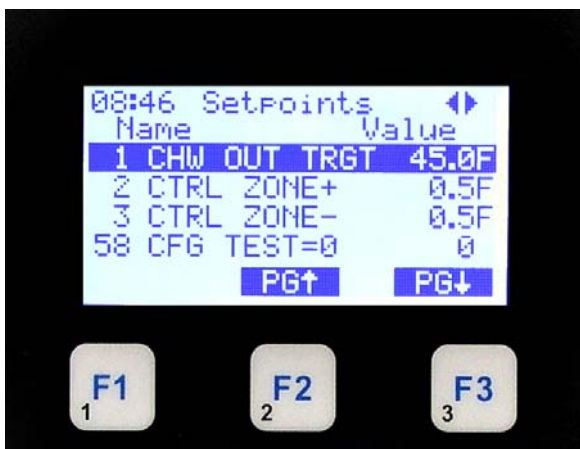 08:46 Setpoints ◀▶
Name Value
1 CHW OUT TRGT 45.0F
2 CTRL ZONE+ 0.5F
3 CTRL ZONE- 0.5F
58 CFG TEST=0 0
PG↑ PG↓
F1 F2 F3
1 2 3